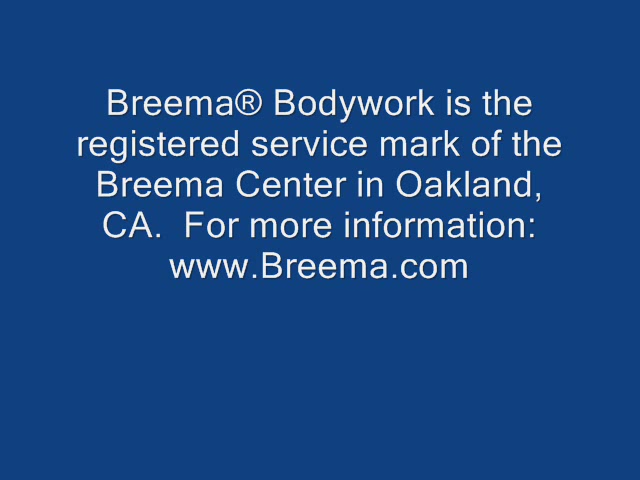 Breema® Bodywork is the
registered service mark of the
Breema Center in Oakland,
CA.  For more information:
www.Breema.com